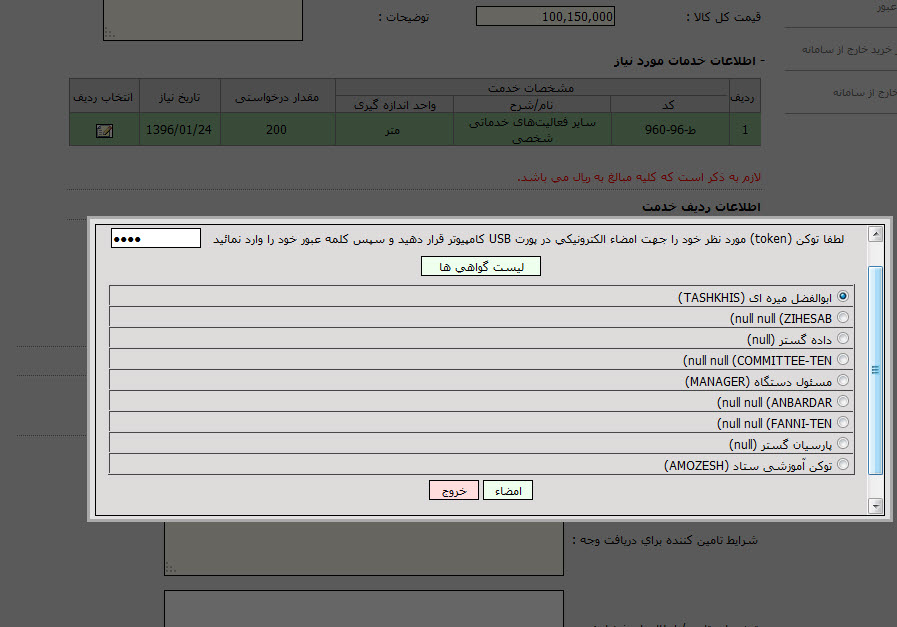 عبور
خرید خارج از سامانه
خارج از سامانه
قیمت کل کالا : 100,150,000
توضیحات :
- اطلاعات خدمات مورد نیاز
ردیف مشخصات خدمت مقدار درخواستی تاریخ نیاز انتخاب ردیف
کد نام/شرح واحد اندازه گیری
1 ط-96-960 سایر فعالیت‌های خدماتی شخصی متر 200 1396/01/24
لازم به ذکر است که کلیه مبالغ به ریال می باشد.
اطلاعات ردیف خدمت
لطفا توکن (token) مورد نظر خود را جهت امضاء الکترونیکي در پورت USB کامپیوتر قرار دهید و سپس کلمه عبور خود را وارد نمائید
لیست گواهي ها
ابوالفضل میره ای (TASHKHIS)
null null (ZIHESAB)
داده گستر (null)
null null (COMMITTEE-TEN)
مسئول دستگاه (MANAGER)
null null (ANBARDAR)
null null (FANNI-TEN)
پارسیان گستر (null)
توکن آموزشی ستاد (AMOZESH)
امضاء خروج
شرایط تامین کننده براي دریافت وجه :